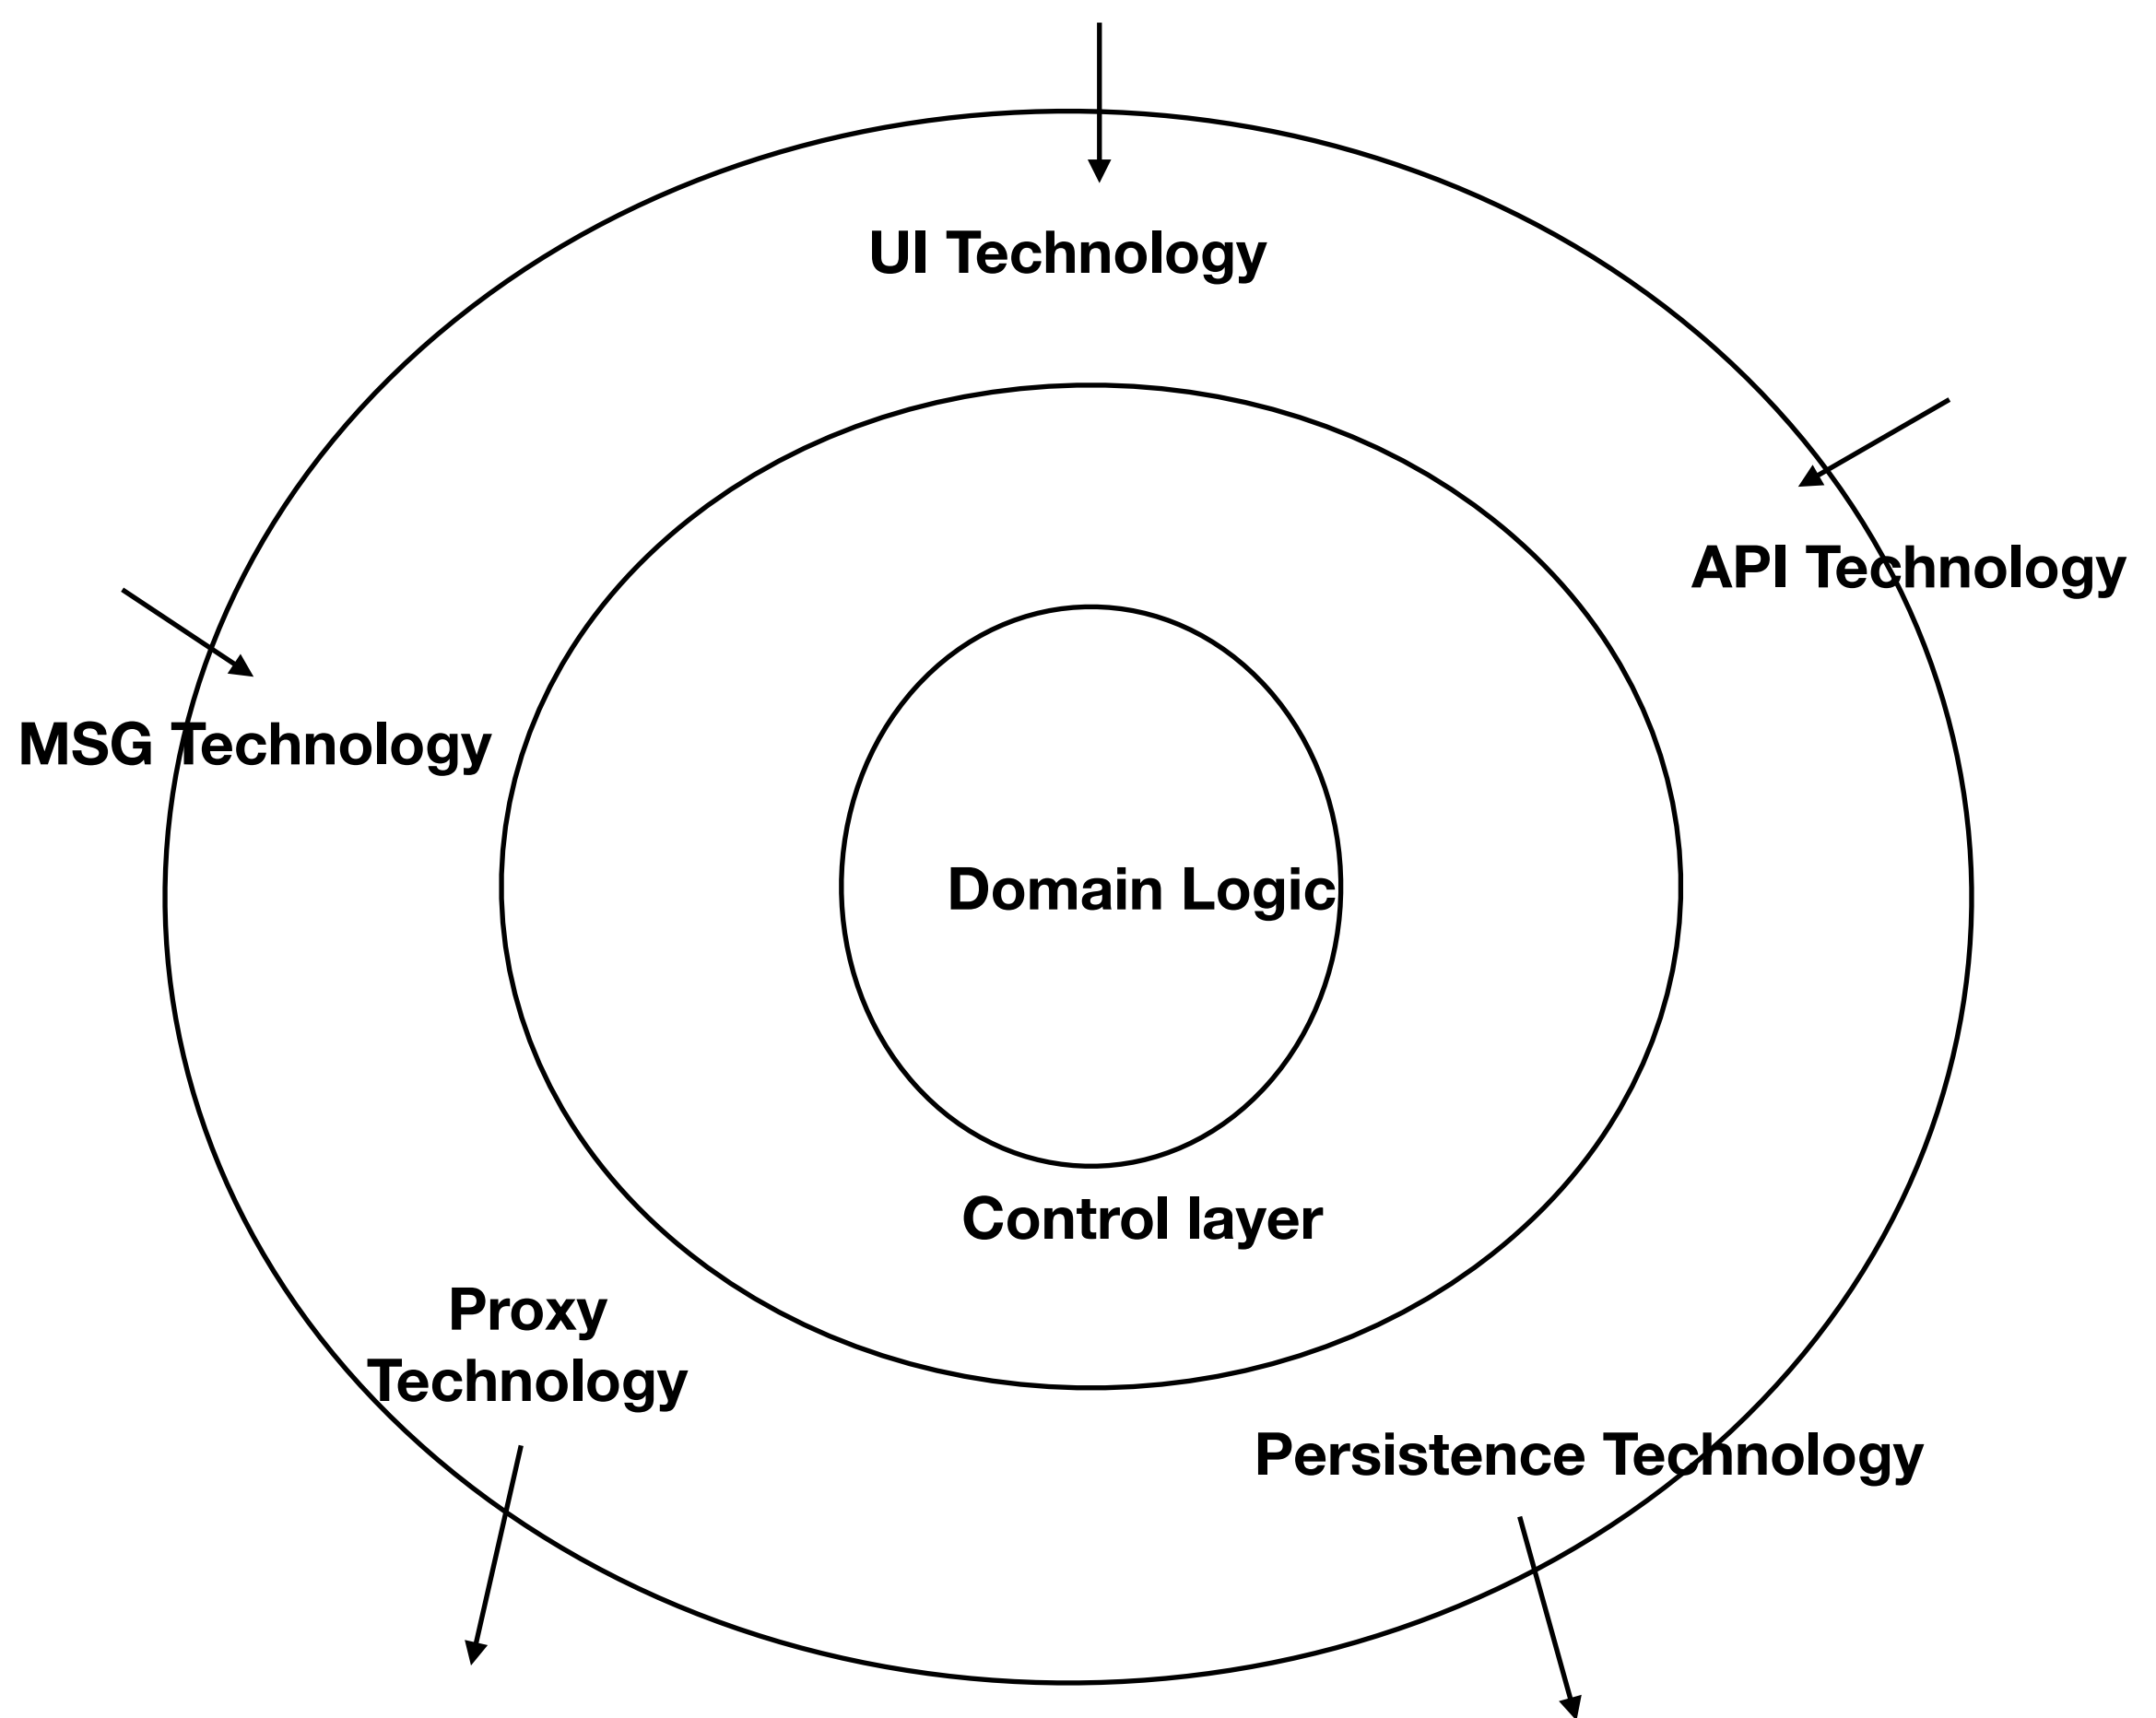 UI Technology
API Technology
MSG Technology
Domain Logic
Control layer
Proxy
Technology
Persistence Technology